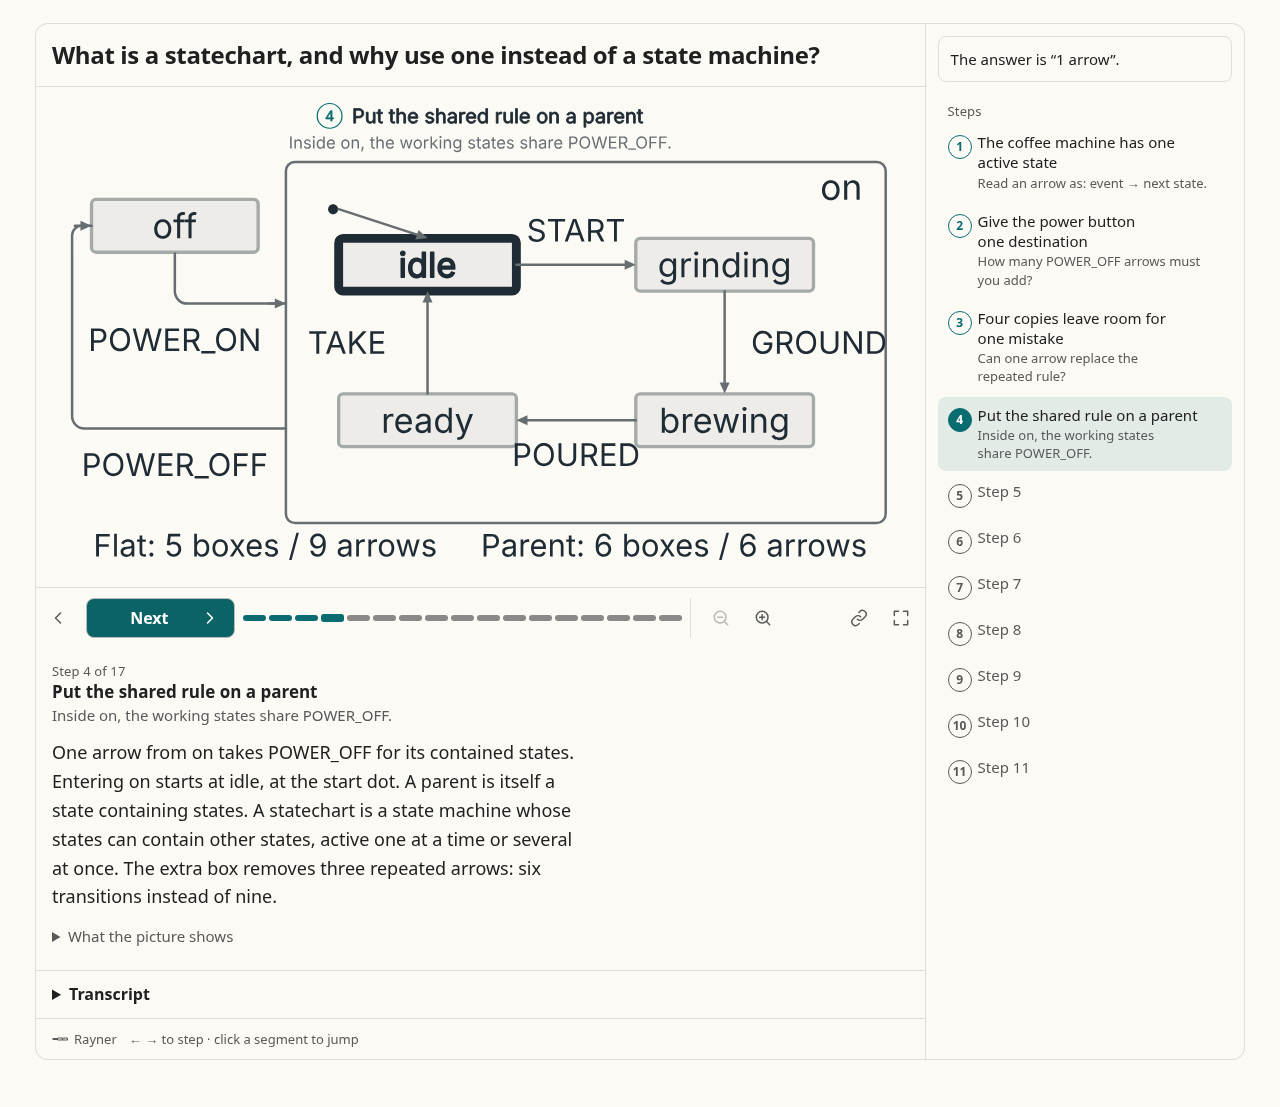 What is a statechart, and why use one instead of a state machine?
4 Put the shared rule on a parent
Inside on, the working states share POWER_OFF.
on
off
START
idle
grinding
POWER_ON
TAKE
GROUND
ready
brewing
POURED
POWER_OFF
Flat: 5 boxes / 9 arrows
Parent: 6 boxes / 6 arrows
Next
Step 4 of 17
Put the shared rule on a parent
Inside on, the working states share POWER_OFF.
One arrow from on takes POWER_OFF for its contained states.
Entering on starts at idle, at the start dot. A parent is itself a
state containing states. A statechart is a state machine whose
states can contain other states, active one at a time or several
at once. The extra box removes three repeated arrows: six
transitions instead of nine.
▶ What the picture shows
▶ Transcript
Rayner ← → to step · click a segment to jump
The answer is “1 arrow”.
Steps
1 The coffee machine has one
active state
Read an arrow as: event → next state.
2 Give the power button
one destination
How many POWER_OFF arrows must
you add?
3 Four copies leave room for
one mistake
Can one arrow replace the
repeated rule?
4 Put the shared rule on a parent
Inside on, the working states
share POWER_OFF.
5 Step 5
6 Step 6
7 Step 7
8 Step 8
9 Step 9
10 Step 10
11 Step 11